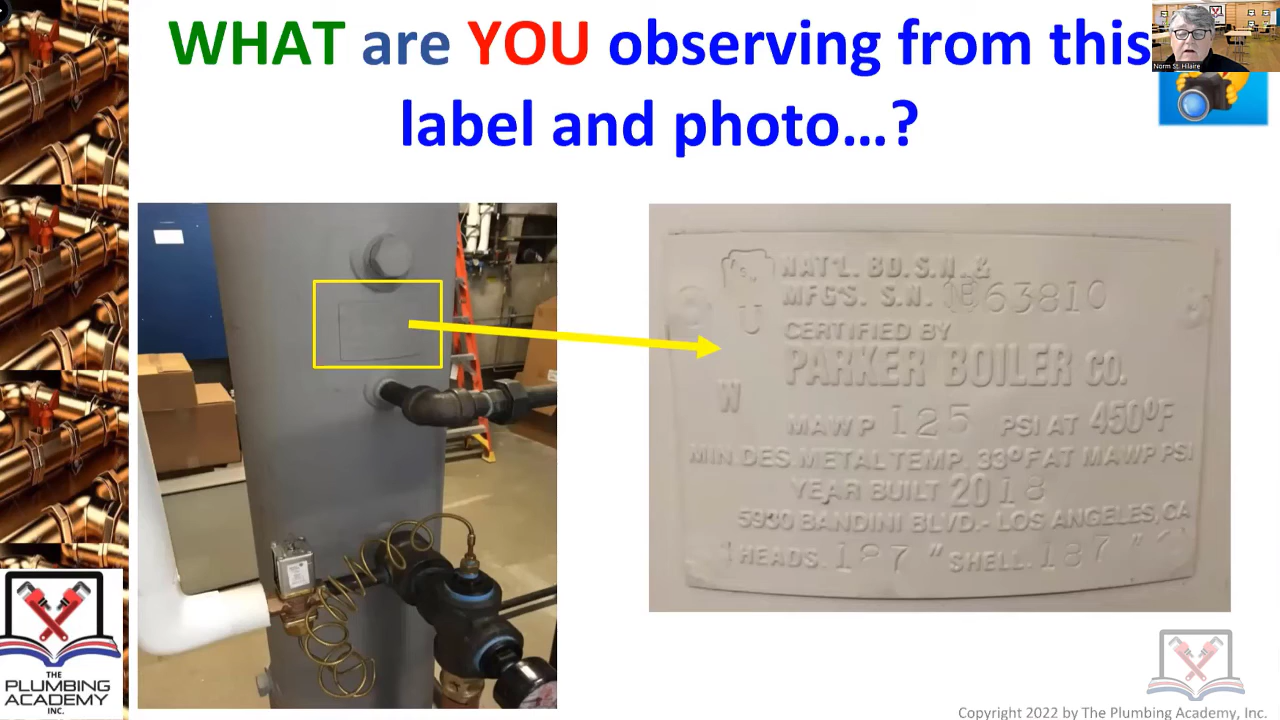 WHAT are YOU observing from this
label and photo...?
Norm St. Hilaire
NAT'L. BD. S.N. &
MFG'S. S.N. 63810
U
CERTIFIED BY
PARKER BOILER CO.
W
MAWP 125 PSI AT 450°F
MIN. DES. METAL TEMP. 33°F AT MAWP PSI
YEAR BUILT 2018
5930 BANDINI BLVD.- LOS ANGELES, CA
HEADS. 187" SHELL. 187"
THE
PLUMBING
ACADEMY
INC.
Copyright 2022 by The Plumbing Academy, Inc.